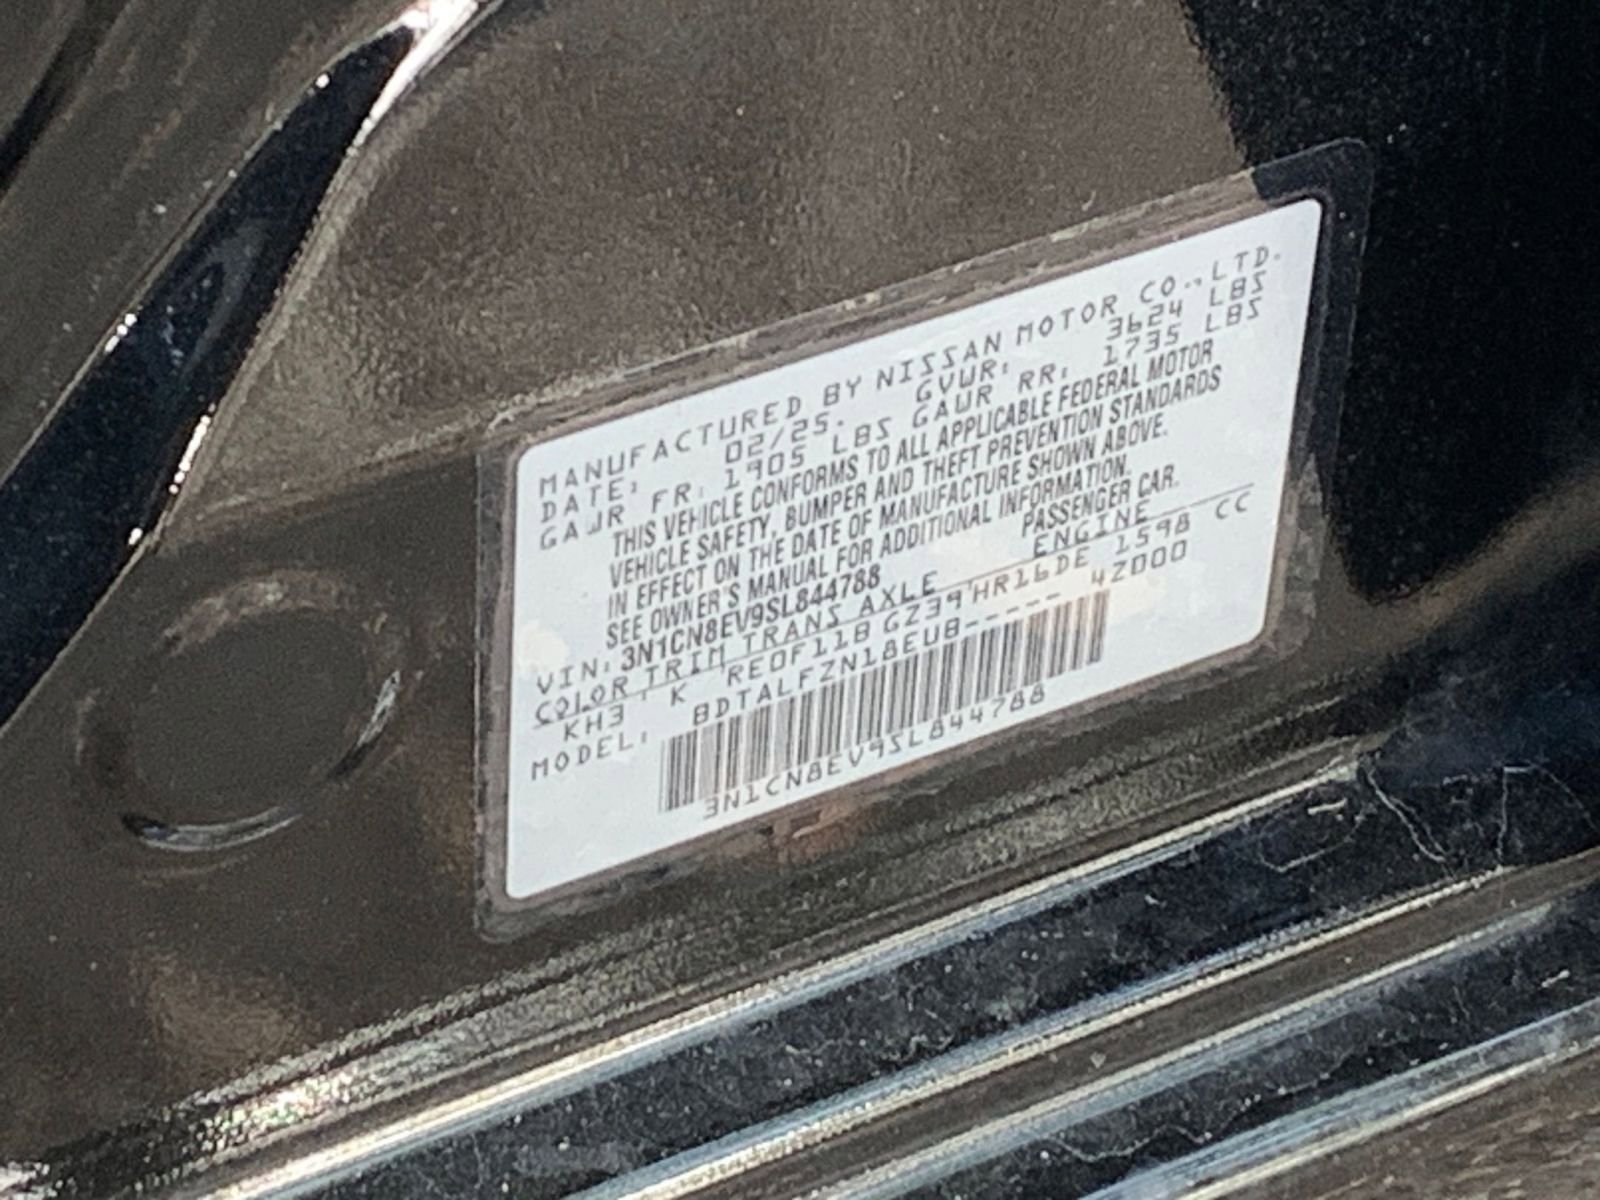 MANUFACTURED BY NISSAN MOTOR CO., LTD.
DATE: 02/25. GVWR: 3624 LBS
GAWR FR: 1905 LBS GAWR RR: 1735 LBS
THIS VEHICLE CONFORMS TO ALL APPLICABLE FEDERAL MOTOR
VEHICLE SAFETY, BUMPER AND THEFT PREVENTION STANDARDS
IN EFFECT ON THE DATE OF MANUFACTURE SHOWN ABOVE.
SEE OWNER'S MANUAL FOR ADDITIONAL INFORMATION.
VIN: 3N1CN8EV9SL844788 PASSENGER CAR.
COLOR TRIM TRANS AXLE ENGINE
KH3 K RE0F11B GZ39 HR16DE 1598 CC
MODEL: BDTALFZN18EUB----- 4Z000
3N1CN8EV9SL844788